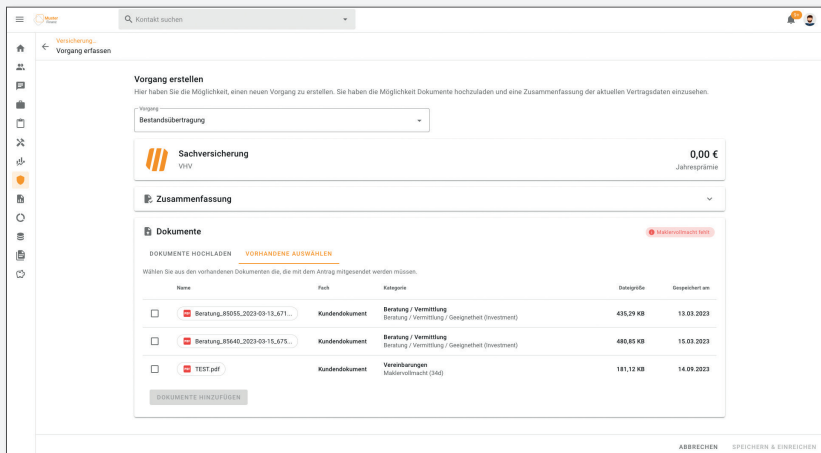 Kontakt suchen
Versicherung...
Vorgang erfassen
Vorgang erstellen
Hier haben Sie die Möglichkeit, einen neuen Vorgang zu erstellen. Sie haben die Möglichkeit Dokumente hochzuladen und eine Zusammenfassung der aktuellen Vertragsdaten einzusehen.
Vorgang
Bestandsübertragung
Sachversicherung 0,00 €
VHV Jahresprämie
Zusammenfassung
Dokumente Maklervollmacht fehlt
DOKUMENTE HOCHLADEN VORHANDENE AUSWÄHLEN
Wählen Sie aus den vorhandenen Dokumenten die, die mit dem Antrag mitgesendet werden müssen.
Name Fach Kategorie Dateigröße Gespeichert am
Beratung_85055_2023-03-13_671... Kundendokument Beratung / Vermittlung 435,29 KB 13.03.2023
Beratung / Vermittlung / Geeignetheit (Investment)
Beratung_85640_2023-03-15_675... Kundendokument Beratung / Vermittlung 480,85 KB 15.03.2023
Beratung / Vermittlung / Geeignetheit (Investment)
TEST.pdf Kundendokument Vereinbarungen 181,12 KB 14.09.2023
Maklervollmacht (34d)
DOKUMENTE HINZUFÜGEN
ABBRECHEN SPEICHERN & EINREICHEN